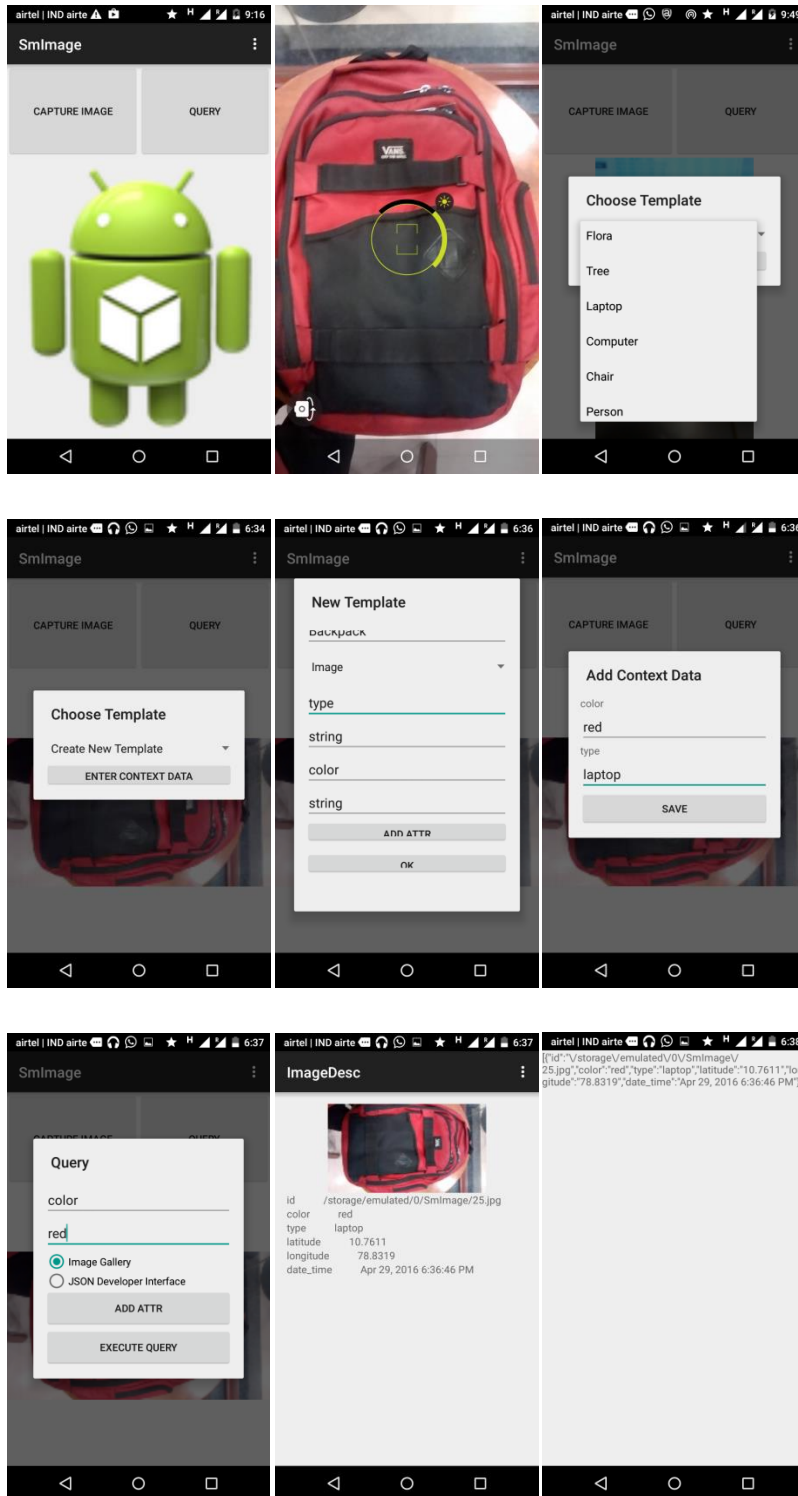 airtel | IND airte 9:16
SmImage
CAPTURE IMAGE QUERY
VANS
airtel | IND airte 9:49
SmImage
CAPTURE IMAGE QUERY
Choose Template
Flora
Tree
Laptop
Computer
Chair
Person
airtel | IND airte H R 6:34
SmImage
CAPTURE IMAGE QUERY
Choose Template
Create New Template
ENTER CONTEXT DATA
airtel | IND airte H R 6:36
SmImage
New Template
Backpack
Image
type
string
color
string
ADD ATTR
OK
airtel | IND airte H R 6:36
SmImage
CAPTURE IMAGE QUERY
Add Context Data
color
red
type
laptop
SAVE
airtel | IND airte H R 6:37
SmImage
CAPTURE IMAGE QUERY
Query
color
red
Image Gallery
JSON Developer Interface
ADD ATTR
EXECUTE QUERY
airtel | IND airte H R 6:37
ImageDesc
id /storage/emulated/0/SmImage/25.jpg
color red
type laptop
latitude 10.7611
longitude 78.8319
date_time Apr 29, 2016 6:36:46 PM
airtel | IND airte H R 6:38
[{"id":"\/storage\/emulated\/0\/SmImage\/
25.jpg","color":"red","type":"laptop","latitude":"10.7611","lo
gitude":"78.8319","date_time":"Apr 29, 2016 6:36:46 PM"}